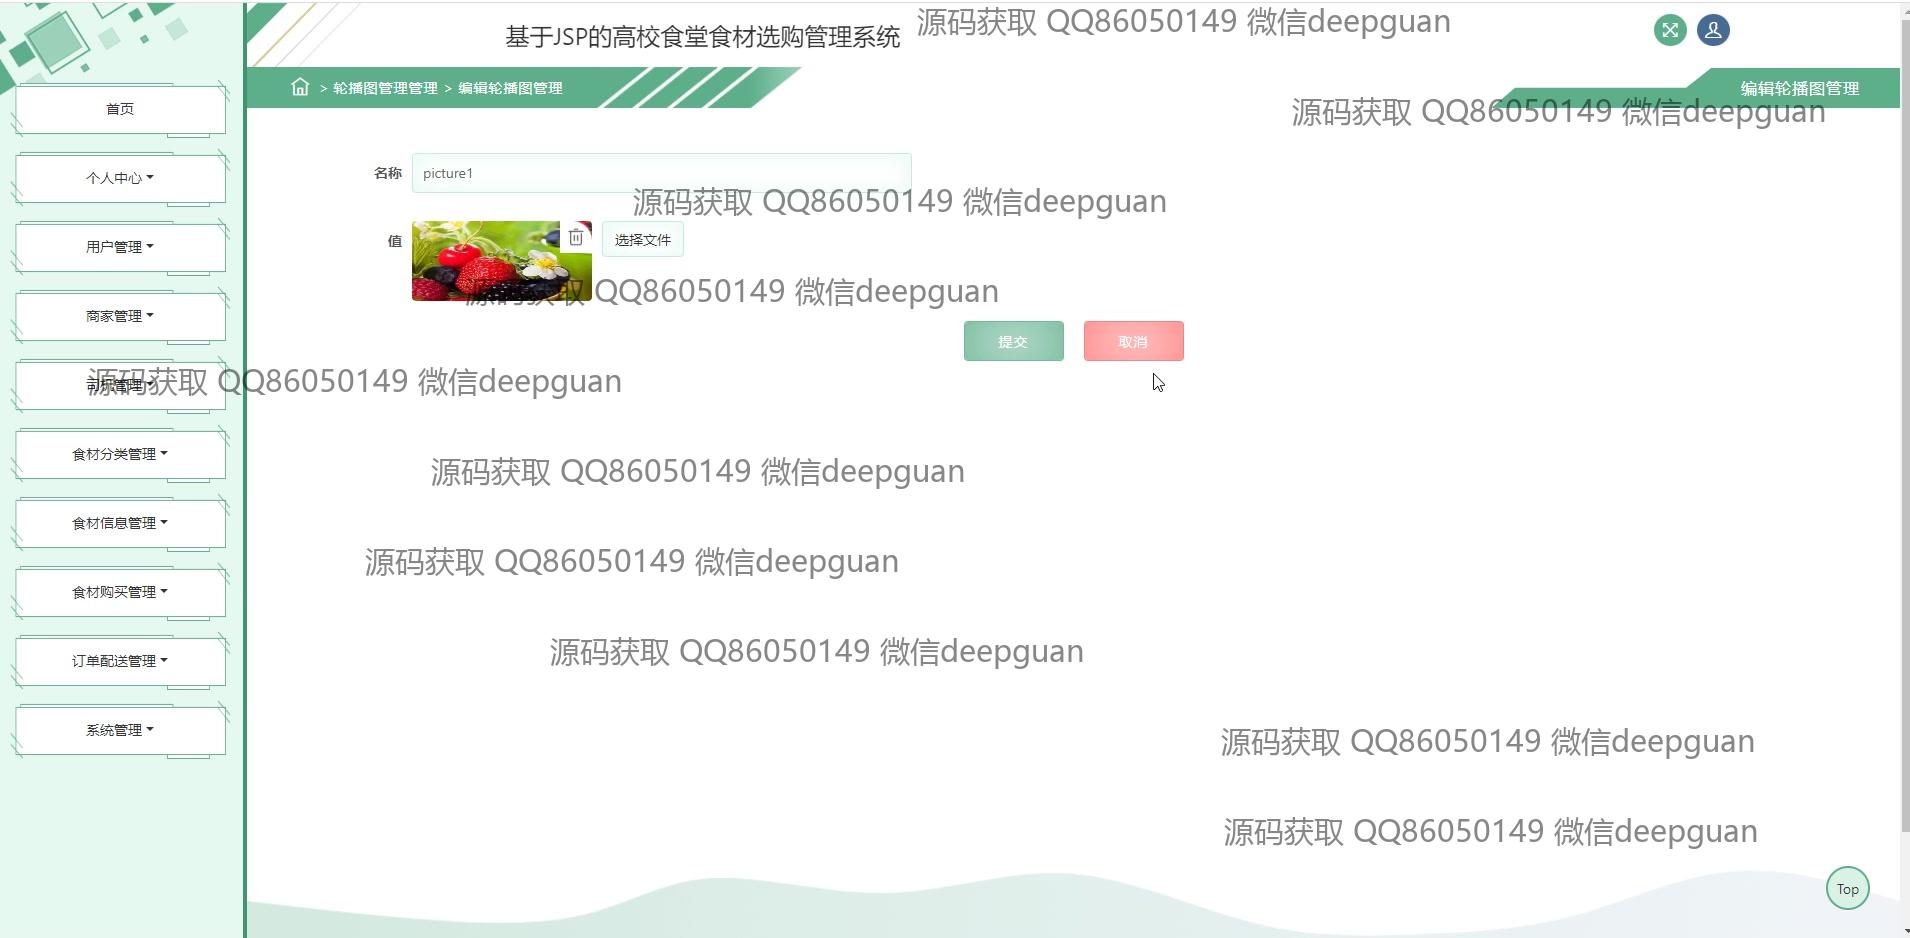 基于JSP的高校食堂食材选购管理系统
源码获取 QQ86050149 微信deepguan
> 轮播图管理管理 > 编辑轮播图管理
编辑轮播图管理
源码获取 QQ86050149 微信deepguan
首页
个人中心
用户管理
商家管理
司机管理
食材分类管理
食材信息管理
食材购买管理
订单配送管理
系统管理
名称
picture1
源码获取 QQ86050149 微信deepguan
值
选择文件
源码获取 QQ86050149 微信deepguan
提交
取消
源码获取 QQ86050149 微信deepguan
源码获取 QQ86050149 微信deepguan
源码获取 QQ86050149 微信deepguan
源码获取 QQ86050149 微信deepguan
源码获取 QQ86050149 微信deepguan
源码获取 QQ86050149 微信deepguan
Top